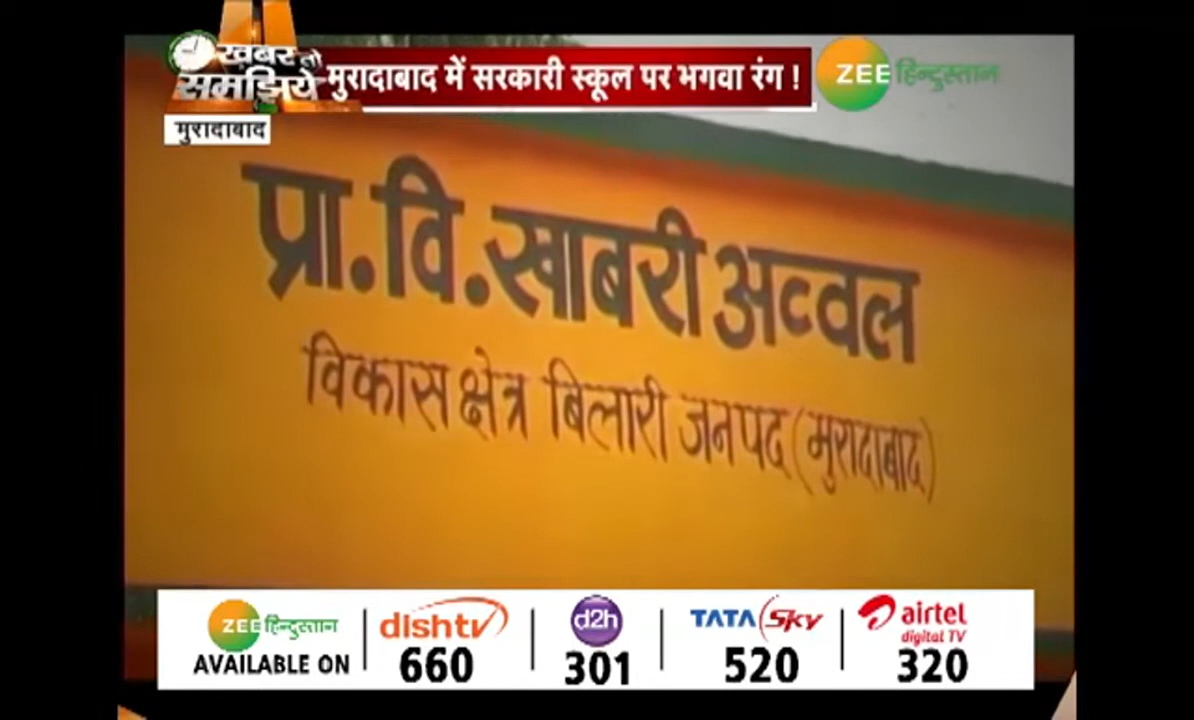 खबर तो
समझिये
मुरादाबाद में सरकारी स्कूल पर भगवा रंग !
ZEE हिन्दुस्तान
मुरादाबाद
प्रा. वि. खाबरी अव्वल
विकास क्षेत्र बिलारी जनपद (मुरादाबाद)
ZEE हिन्दुस्तान
AVAILABLE ON
dishtv
660
d2h
301
TATA Sky
520
airtel
digital TV
320